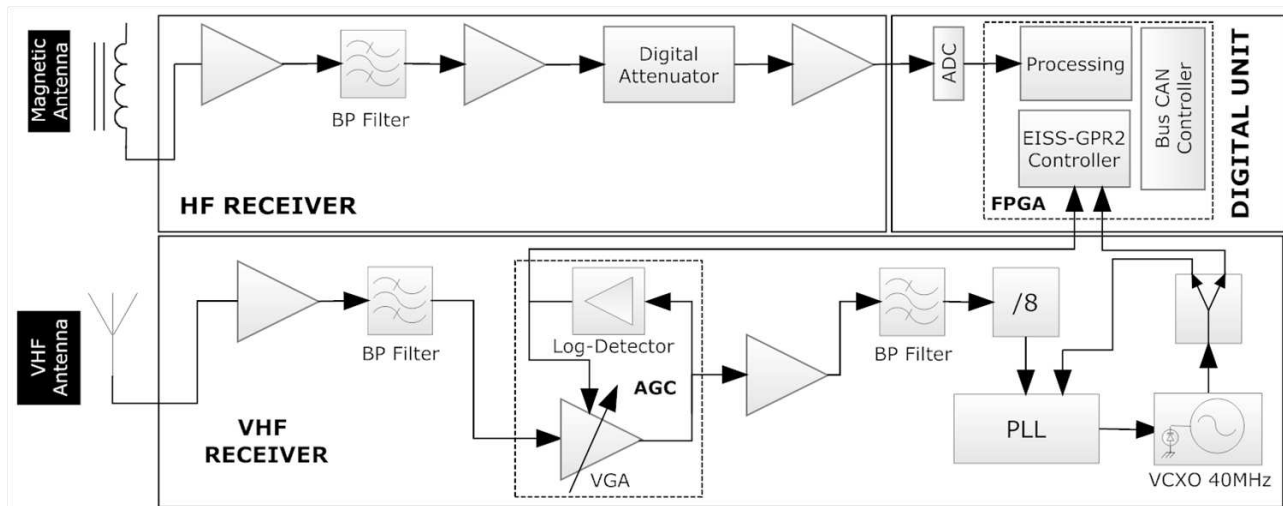 Magnetic
Antenna
BP Filter
Digital
Attenuator
HF RECEIVER
ADC
Processing
EISS-GPR2
Controller
FPGA
Bus CAN
Controller
DIGITAL UNIT
VHF
Antenna
BP Filter
VHF
RECEIVER
Log-Detector
AGC
VGA
BP Filter
/8
PLL
VCXO 40MHz